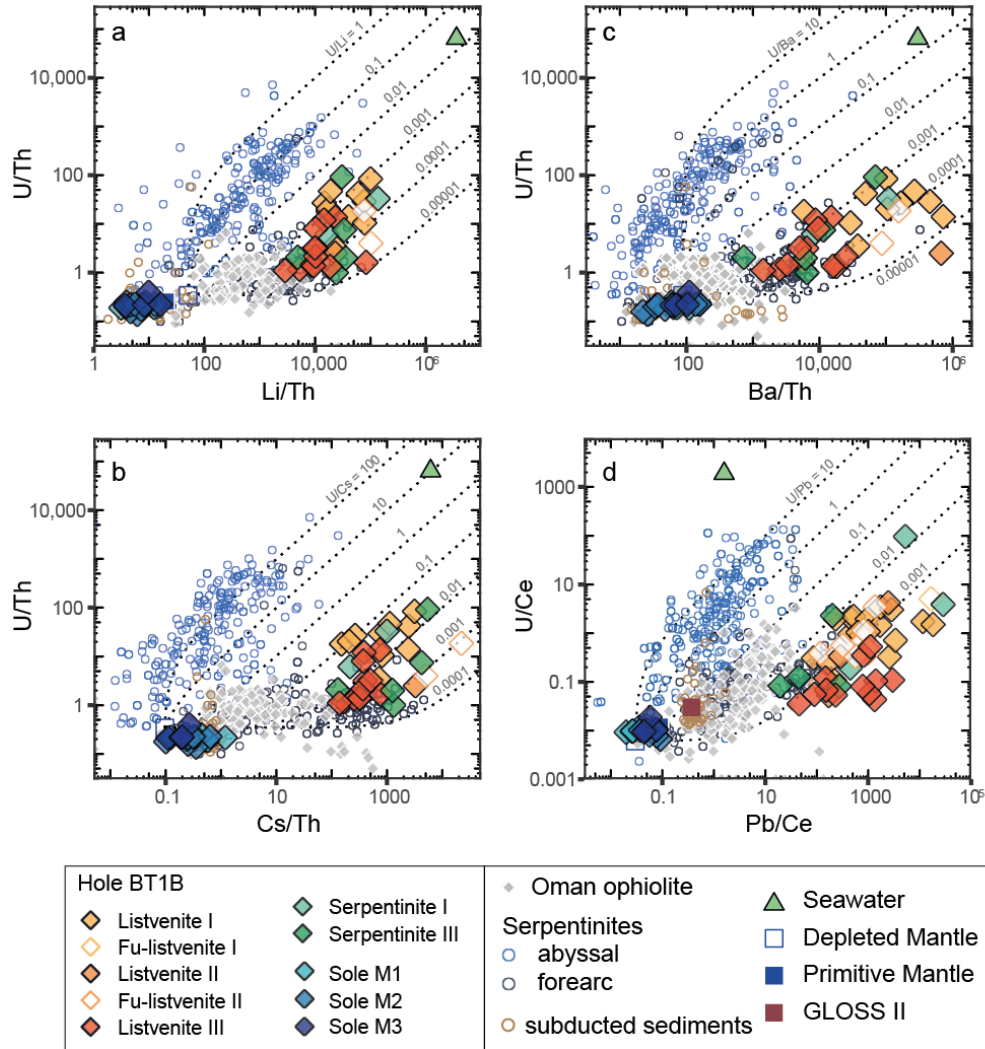 a
U/Li = 1
0.1
0.01
0.001
0.0001
0.00001
10,000
100
1
U/Th
1
100
10,000
10⁶
Li/Th
c
U/Ba = 10
1
0.1
0.01
0.001
0.0001
0.00001
10,000
100
1
U/Th
100
10,000
10⁶
Ba/Th
b
U/Cs = 100
10
1
0.1
0.01
0.001
0.0001
10,000
100
1
U/Th
0.1
10
1000
Cs/Th
d
U/Pb = 10
1
0.1
0.01
0.001
1000
10
0.1
0.001
U/Ce
0.1
10
1000
10⁵
Pb/Ce
Hole BT1B
Listvenite I
Fu-listvenite I
Listvenite II
Fu-listvenite II
Listvenite III
Serpentinite I
Serpentinite III
Sole M1
Sole M2
Sole M3
Oman ophiolite
Serpentinites
abyssal
forearc
subducted sediments
Seawater
Depleted Mantle
Primitive Mantle
GLOSS II